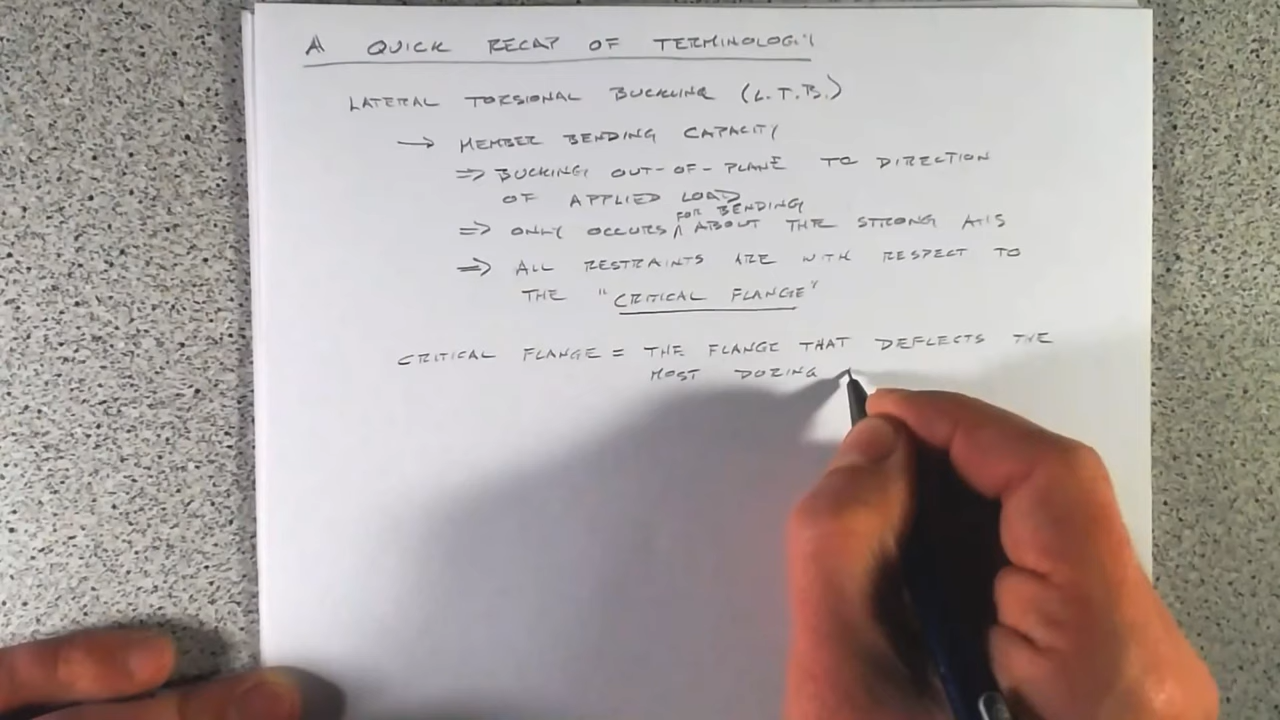 A QUICK RECAP OF TERMINOLOGY
LATERAL TORSIONAL BUCKLING (L.T.B.)
→ MEMBER BENDING CAPACITY
⇒ BUCKING OUT-OF-PLANE TO DIRECTION
OF APPLIED LOAD
FOR BENDING
⇒ ONLY OCCURS ^ ABOUT THE STRONG AXIS
⇒ ALL RESTRAINTS ARE WITH RESPECT TO
THE "CRITICAL FLANGE"
CRITICAL FLANGE = THE FLANGE THAT DEFLECTS THE
MOST DURING